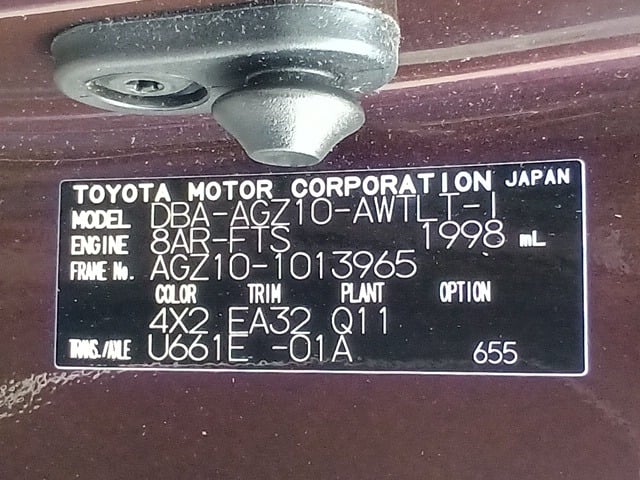 TOYOTA MOTOR CORPORATION JAPAN
MODEL DBA-AGZ10-AWTLT-I
ENGINE 8AR-FTS 1998 mL
FRAME No. AGZ10-1013965
COLOR TRIM PLANT OPTION
4X2 EA32 Q11
TRANS./AXLE U661E -01A 655